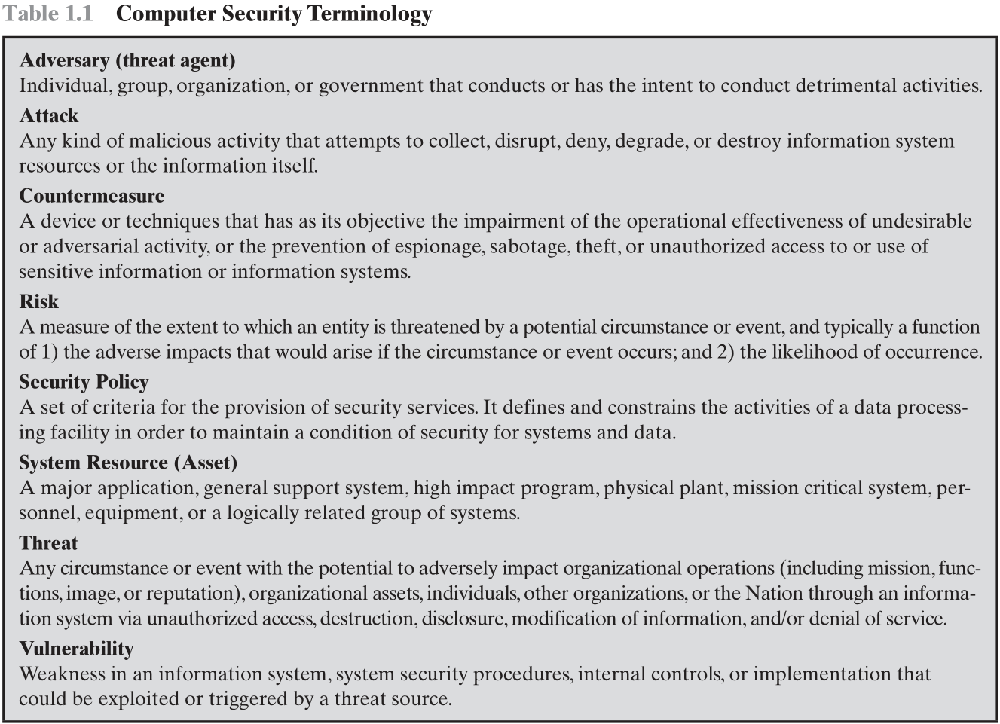 Table 1.1 Computer Security Terminology
Adversary (threat agent)
Individual, group, organization, or government that conducts or has the intent to conduct detrimental activities.
Attack
Any kind of malicious activity that attempts to collect, disrupt, deny, degrade, or destroy information system
resources or the information itself.
Countermeasure
A device or techniques that has as its objective the impairment of the operational effectiveness of undesirable
or adversarial activity, or the prevention of espionage, sabotage, theft, or unauthorized access to or use of
sensitive information or information systems.
Risk
A measure of the extent to which an entity is threatened by a potential circumstance or event, and typically a function
of 1) the adverse impacts that would arise if the circumstance or event occurs; and 2) the likelihood of occurrence.
Security Policy
A set of criteria for the provision of security services. It defines and constrains the activities of a data process-
ing facility in order to maintain a condition of security for systems and data.
System Resource (Asset)
A major application, general support system, high impact program, physical plant, mission critical system, per-
sonnel, equipment, or a logically related group of systems.
Threat
Any circumstance or event with the potential to adversely impact organizational operations (including mission, func-
tions, image, or reputation), organizational assets, individuals, other organizations, or the Nation through an informa-
tion system via unauthorized access, destruction, disclosure, modification of information, and/or denial of service.
Vulnerability
Weakness in an information system, system security procedures, internal controls, or implementation that
could be exploited or triggered by a threat source.